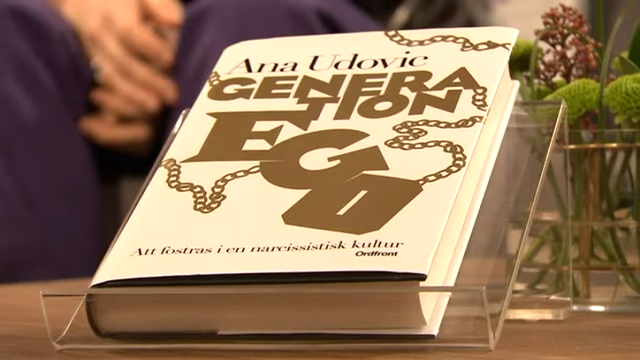 Ana Udovic
GENERA
TION
EGO
Att fostras i en narcissistisk kultur
Ordfront